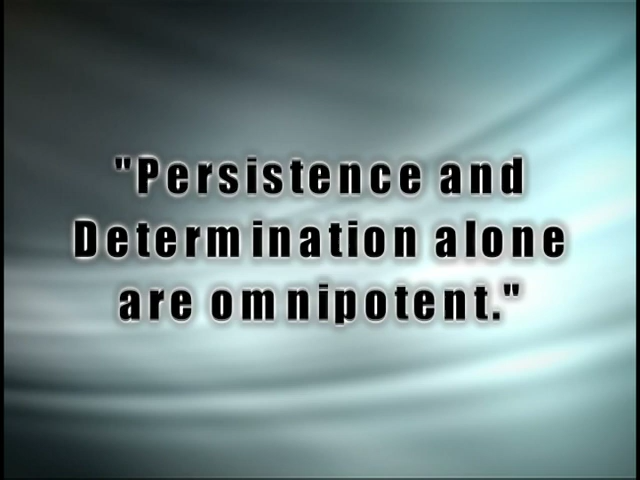 "Persistence and
Determination alone
are omnipotent."